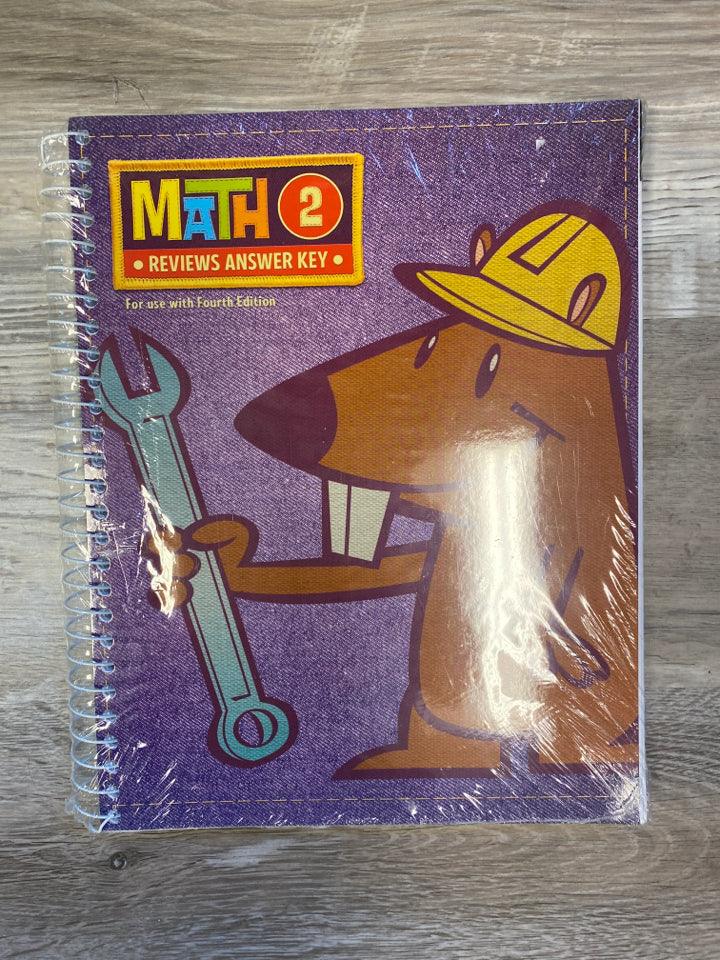 MATH 2
• REVIEWS ANSWER KEY •
For use with Fourth Edition